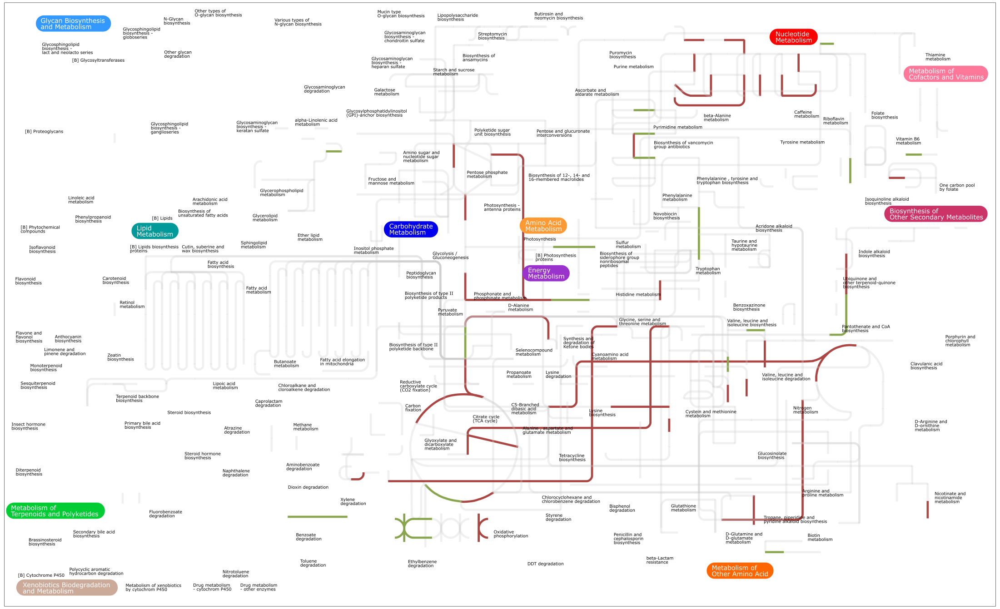 Other types of
O-glycan biosynthesis
N-Glycan
biosynthesis
Various types of
N-glycan biosynthesis
Mucin type
O-glycan biosynthesis
Lipopolysaccharide
biosynthesis
Butirosin and
neomycin biosynthesis
Glycan Biosynthesis
and Metabolism
Glycosphingolipid
biosynthesis -
globoseries
Glycosaminoglycan
biosynthesis -
chondroitin sulfate
Streptomycin
biosynthesis
Nucleotide
Metabolism
Glycosphingolipid
biosynthesis -
lact and neolacto series
[B] Glycosyltransferases
Other glycan
degradation
Glycosaminoglycan
biosynthesis -
heparan sulfate
Biosynthesis of
ansamycins
Puromycin
biosynthesis
Purine metabolism
Thiamine
metabolism
Metabolism of
Cofactors and Vitamins
Starch and sucrose
metabolism
Glycosaminoglycan
degradation
Galactose
metabolism
Ascorbate and
aldarate metabolism
Glycosylphosphatidylinositol
(GPI)-anchor biosynthesis
alpha-Linolenic acid
metabolism
Glycosaminoglycan
biosynthesis -
keratan sulfate
Glycosphingolipid
biosynthesis -
ganglioseries
[B] Proteoglycans
Polyketide sugar
unit biosynthesis
Pentose and glucuronate
interconversions
Pyrimidine metabolism
beta-Alanine
metabolism
Caffeine
metabolism
Riboflavin
metabolism
Folate
biosynthesis
Biosynthesis of vancomycin
group antibiotics
Tyrosine metabolism
Vitamin B6
metabolism
Amino sugar and
nucleotide sugar
metabolism
Pentose phosphate
metabolism
Biosynthesis of 12-, 14- and
16-membered macrolides
Fructose and
mannose metabolism
Phenylalanine , tyrosine and
tryptophan biosynthesis
One carbon pool
by folate
Glycerophospholipid
metabolism
Linoleic acid
metabolism
Arachidonic acid
metabolism
Phenylalanine
metabolism
Isoquinoline alkaloid
biosynthesis
Photosynthesis -
antenna proteins
Biosynthesis of
unsaturated fatty acids
Phenylpropanoid
biosynthesis
[B] Lipids
Glycerolipid
metabolism
Novobiocin
biosynthesis
Biosynthesis of
Other Secondary Metabolites
[B] Phytochemical
compounds
Lipid
Metabolism
Carbohydrate
Metabolism
Amino Acid
Metabolism
Acridone alkaloid
biosynthesis
Ether lipid
metabolism
Photosynthesis
Sphingolipid
metabolism
Sulfur
metabolism
Taurine and
hypotaurine
metabolism
Isoflavonoid
biosynthesis
[B] Lipids biosynthesis
proteins
Cutin, suberine and
wax biosynthesis
Inositol phosphate
metabolism
Glycolysis /
Gluconeogenesis
[B] Photosynthesis
proteins
Biosynthesis of
siderophore group
nonribosomal
peptides
Indole alkaloid
biosynthesis
Fatty acid
biosynthesis
Energy
Metabolism
Tryptophan
metabolism
Peptidoglycan
biosynthesis
Flavonoid
biosynthesis
Carotenoid
biosynthesis
Ubiquinone and
other terpenoid-quinone
biosynthesis
Fatty acid
metabolism
Biosynthesis of type II
polyketide products
Phosphonate and
phosphinate metabolism
Histidine metabolism
Retinol
metabolism
D-Alanine
metabolism
Benzoxazinone
biosynthesis
Pyruvate
metabolism
Glycine, serine and
threonine metabolism
Valine, leucine and
isoleucine biosynthesis
Pantothenate and CoA
biosynthesis
Flavone and
flavonol
biosynthesis
Anthocyanin
biosynthesis
Porphyrin and
chlorophyll
metabolism
Synthesis and
degradation of
Ketone bodies
Biosynthesis of type II
polyketide backbone
Limonene and
pinene degradation
Selenocompound
metabolism
Cyanoamino acid
metabolism
Zeatin
biosynthesis
Butanoate
metabolism
Fatty acid elongation
in mitochondria
Monoterpenoid
biosynthesis
Clavulanic acid
biosynthesis
Propanoate
metabolism
Lysine
degradation
Valine, leucine and
isoleucine degradation
Sesquiterpenoid
biosynthesis
Lipoic acid
metabolism
Chloroalkane and
cloroalkene degradation
Reductive
carboxylate cycle
(CO2 fixation)
Terpenoid backbone
biosynthesis
Caprolactam
degradation
Carbon
fixation
C5-Branched
dibasic acid
metabolism
Lysine
biosynthesis
Cystein and methionine
metabolism
Nitrogen
metabolism
Steroid biosynthesis
Citrate cycle
(TCA cycle)
Insect hormone
biosynthesis
Primary bile acid
biosynthesis
Atrazine
degradation
Methane
metabolism
Alanine , aspartate and
glutamate metabolism
D-Arginine and
D-ornithine
metabolism
Glyoxylate and
dicarboxylate
metabolism
Steroid hormone
biosynthesis
Tetracycline
biosynthesis
Glucosinolate
biosynthesis
Diterpenoid
biosynthesis
Naphthalene
degradation
Aminobenzoate
degradation
Dioxin degradation
Arginine and
proline metabolism
Nicotinate and
nicotinamide
metabolism
Xylene
degradation
Chlorocyclohexane and
chlorobenzene degradation
Bisphenol
degradation
Glutathione
metabolism
Metabolism of
Terpenoids and Polyketides
Fluorobenzoate
degradation
Styrene
degradation
Tropane, piperidine and
pyridine alkaloid biosynthesis
Secondary bile acid
biosynthesis
Benzoate
degradation
Oxidative
phosphorylation
Penicillin and
cephalosporin
biosynthesis
D-Glutamine and
D-glutamate
metabolism
Biotin
metabolism
Brassinosteroid
biosynthesis
Toluene
degradation
Ethylbenzene
degradation
DDT degradation
beta-Lactam
resistance
Metabolism of
Other Amino Acid
[B] Cytochrome P450
Polycyclic aromatic
hydrocarbon degradation
Nitrotoluene
degradation
Xenobiotics Biodegradation
and Metabolism
Metabolism of xenobiotics
by cytochrom P450
Drug metabolism
- cytochrom P450
Drug metabolism
- other enzymes